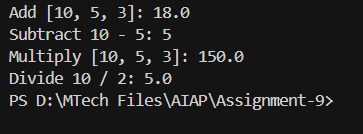 Add [10, 5, 3]: 18.0
Subtract 10 - 5: 5
Multiply [10, 5, 3]: 150.0
Divide 10 / 2: 5.0
PS D:\MTech Files\AIAP\Assignment-9>